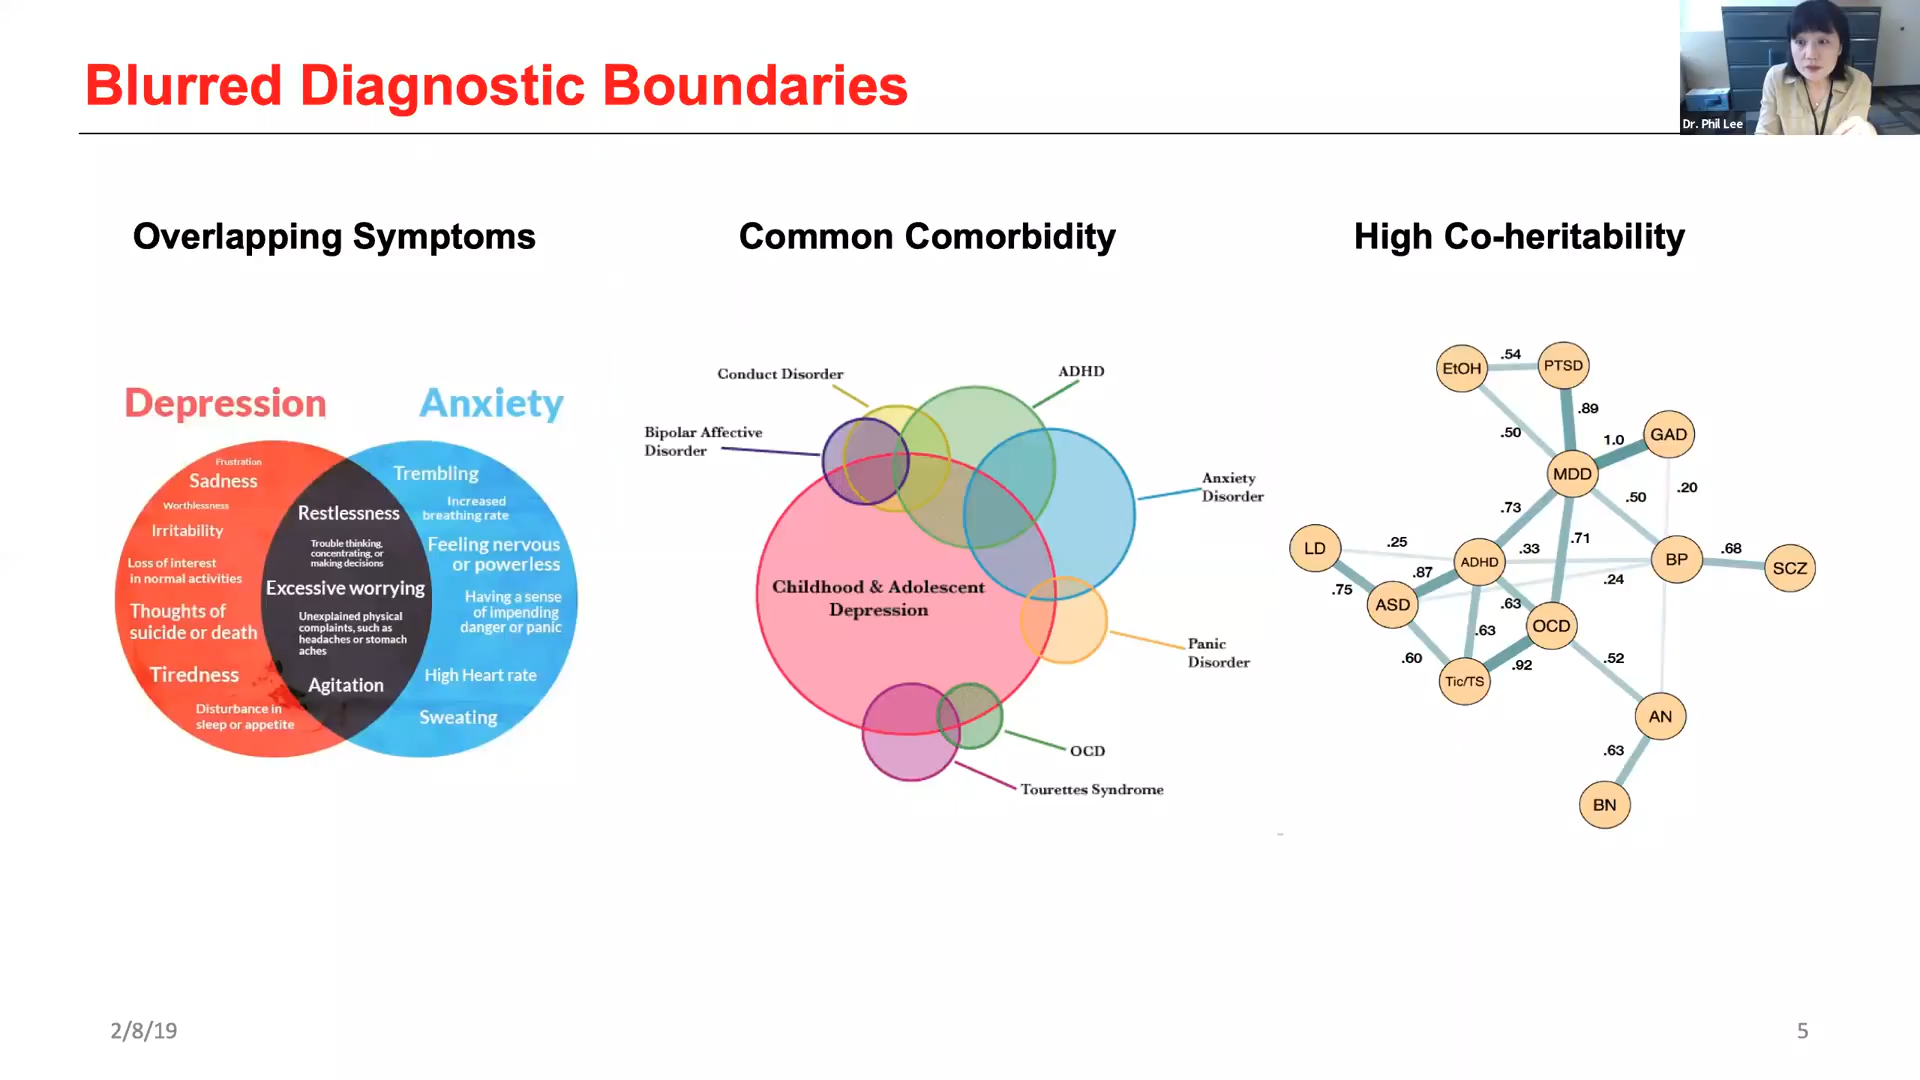 Blurred Diagnostic Boundaries
Dr. Phil Lee
Overlapping Symptoms
Depression
Anxiety
Frustration
Sadness
Worthlessness
Irritability
Loss of interest
in normal activities
Thoughts of
suicide or death
Tiredness
Disturbance in
sleep or appetite
Restlessness
Trouble thinking,
concentrating, or
making decisions
Excessive worrying
Unexplained physical
complaints, such as
headaches or stomach
aches
Agitation
Trembling
Increased
breathing rate
Feeling nervous
or powerless
Having a sense
of impending
danger or panic
High Heart rate
Sweating
Common Comorbidity
Conduct Disorder
ADHD
Bipolar Affective
Disorder
Anxiety
Disorder
Childhood & Adolescent
Depression
Panic
Disorder
OCD
Tourettes Syndrome
High Co-heritability
EtOH
.54
PTSD
.89
.50
1.0
GAD
MDD
.20
.50
.73
.71
LD
.25
ADHD
.33
BP
.68
SCZ
.87
.24
.75
ASD
.63
OCD
.63
.60
.92
.52
Tic/TS
AN
.63
BN
2/8/19
5